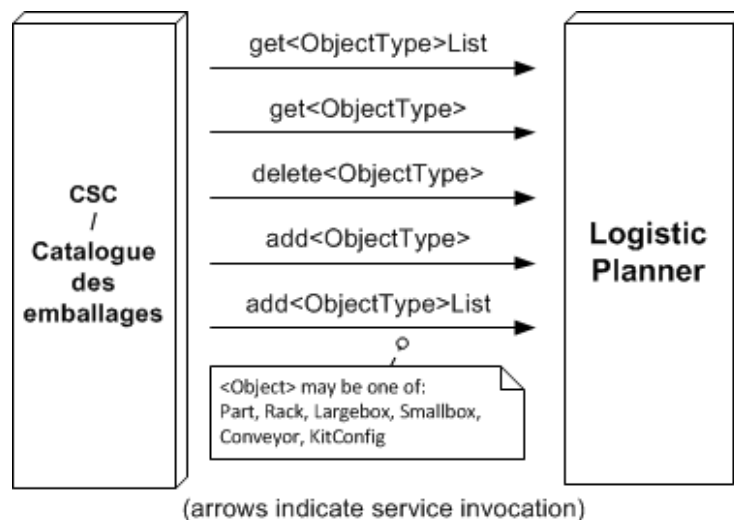 get<ObjectType>List
get<ObjectType>
delete<ObjectType>
add<ObjectType>
add<ObjectType>List
CSC
/
Catalogue
des
emballages
Logistic
Planner
<Object> may be one of:
Part, Rack, Largebox, Smallbox,
Conveyor, KitConfig
(arrows indicate service invocation)